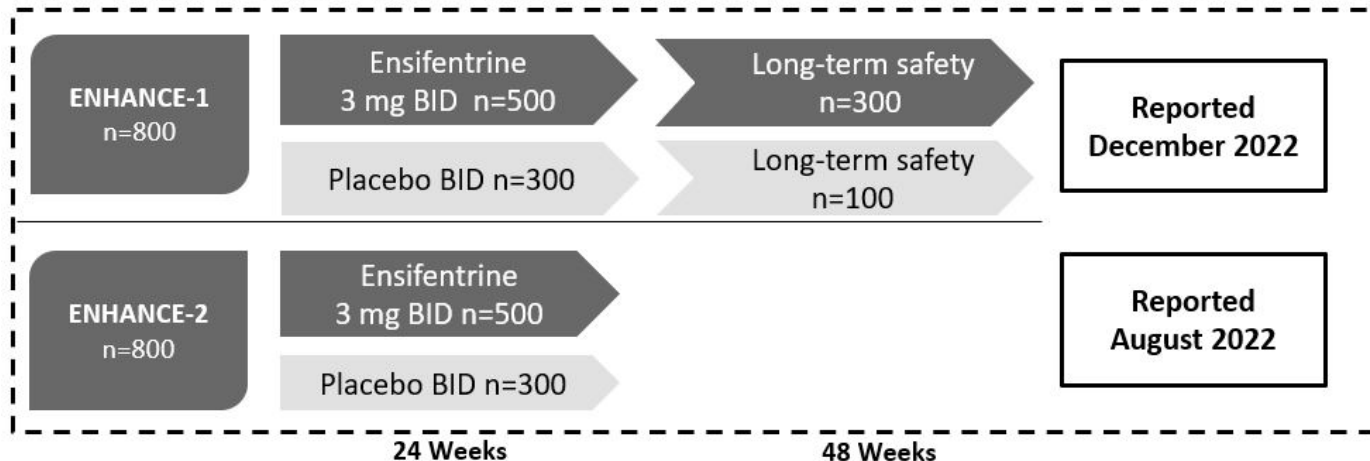 ENHANCE-1
n=800
Ensifentrine
3 mg BID n=500
Long-term safety
n=300
Placebo BID n=300
Long-term safety
n=100
Reported
December 2022
ENHANCE-2
n=800
Ensifentrine
3 mg BID n=500
Placebo BID n=300
Reported
August 2022
24 Weeks
48 Weeks